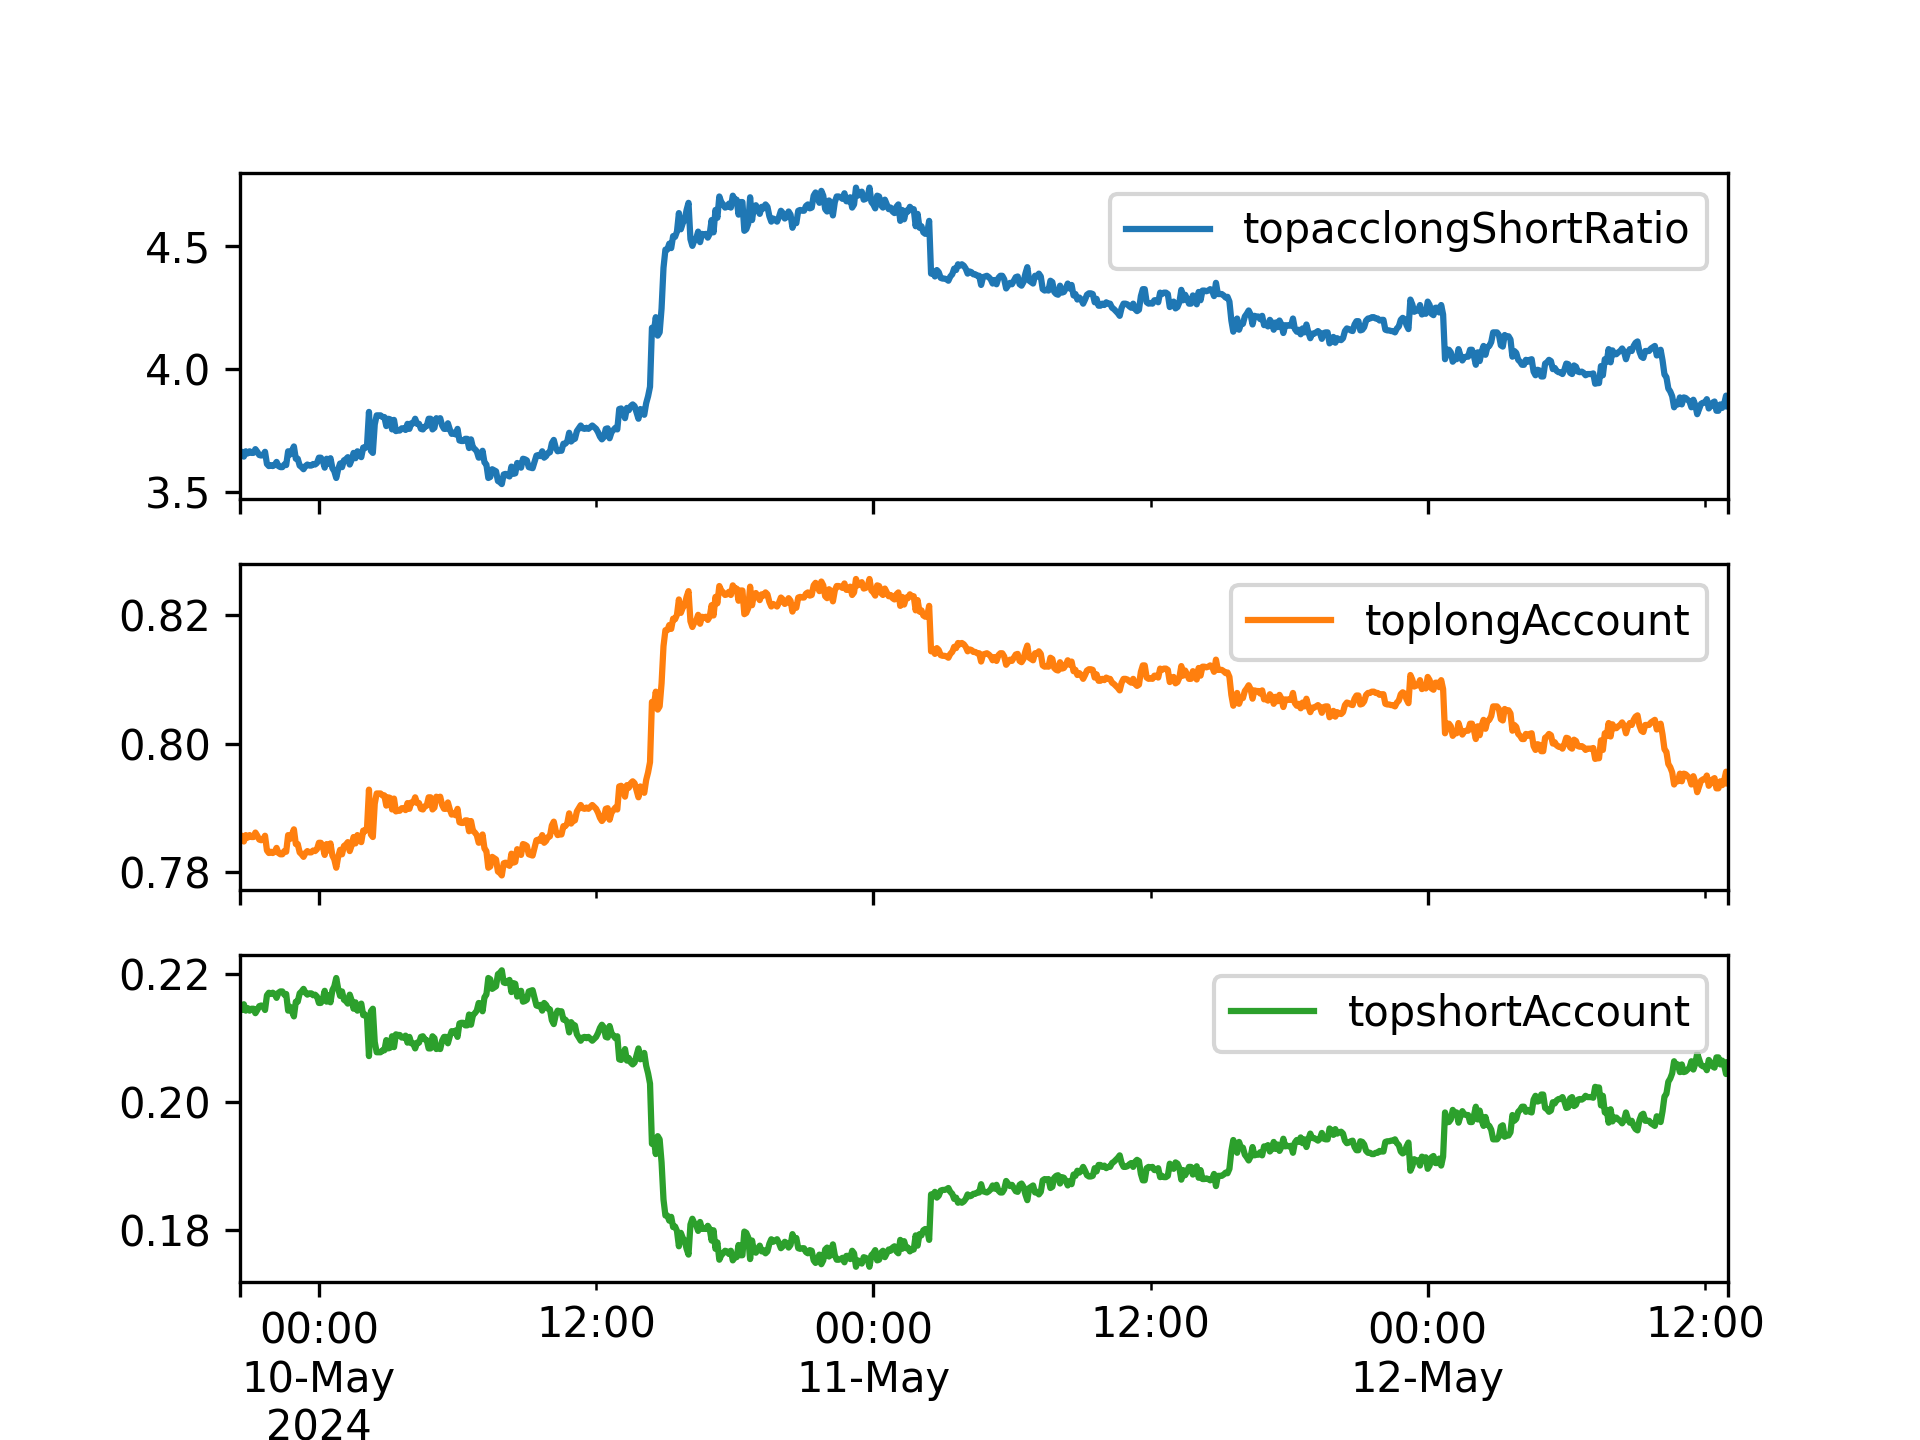 topacclongShortRatio
4.5
4.0
3.5
toplongAccount
0.82
0.80
0.78
topshortAccount
0.22
0.20
0.18
00:00 12:00 00:00 12:00 00:00 12:00
10-May 11-May 12-May
2024